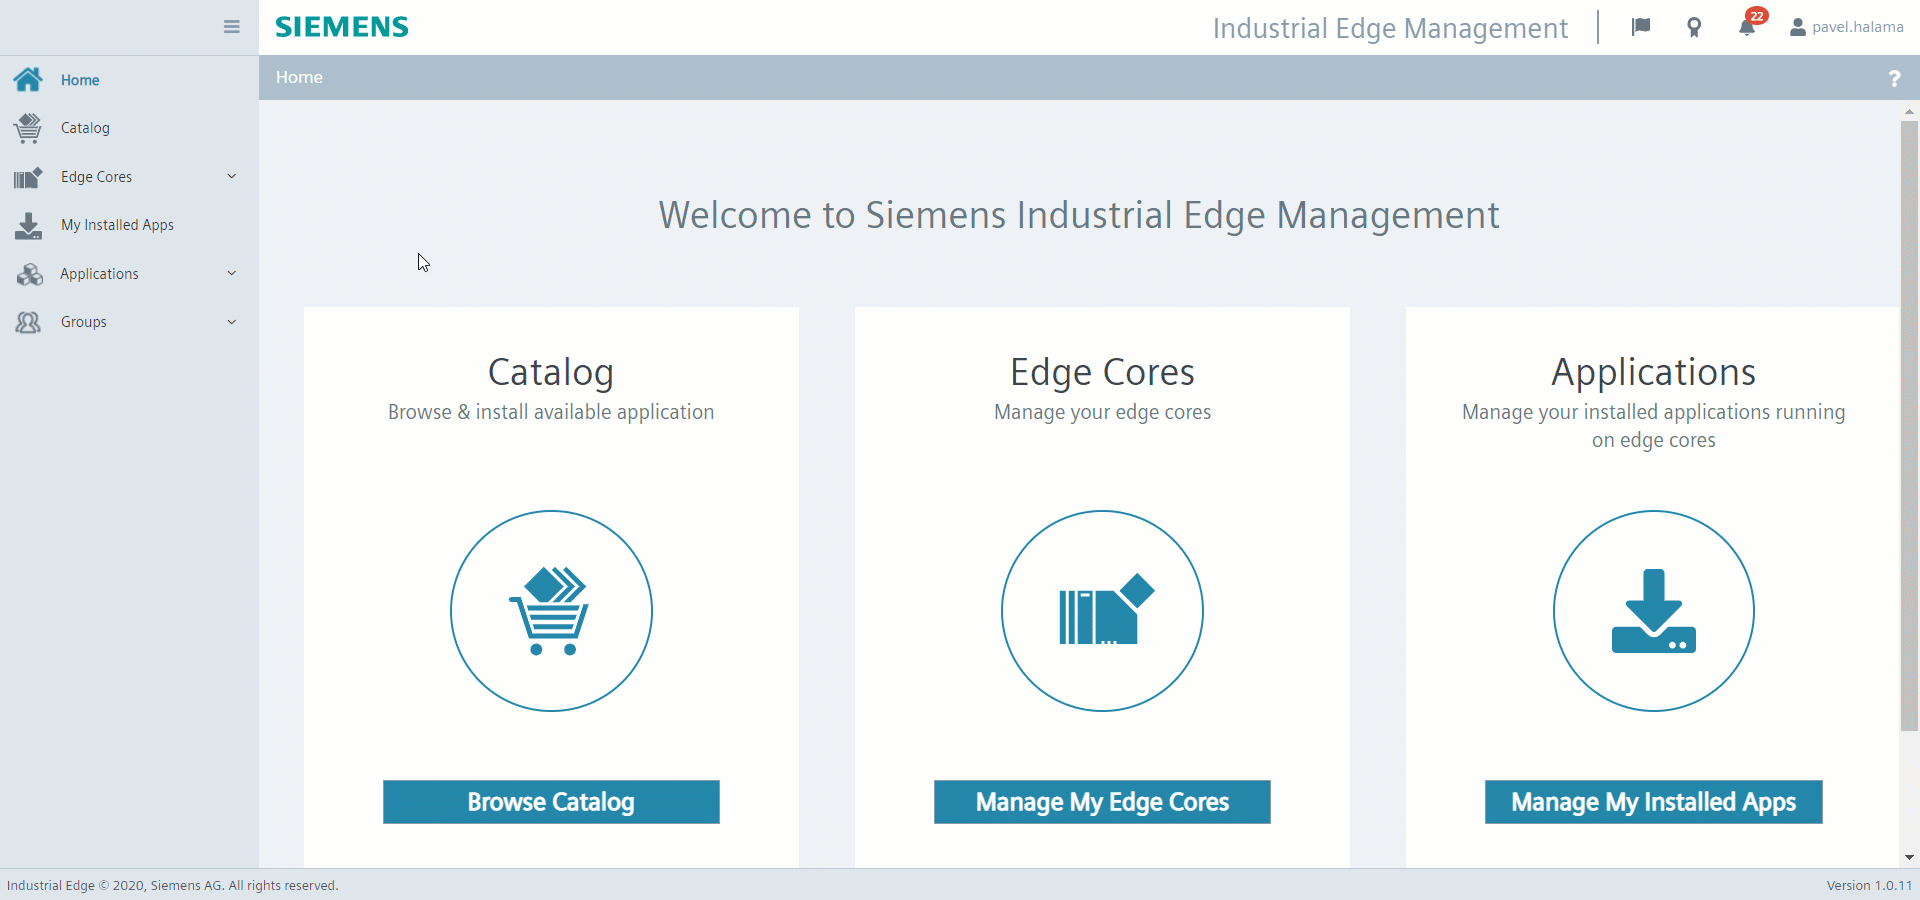 SIEMENS
Industrial Edge Management
22
pavel.halama
Home
Catalog
Edge Cores
My Installed Apps
Applications
Groups
Home
?
Welcome to Siemens Industrial Edge Management
Catalog
Browse & install available application
Browse Catalog
Edge Cores
Manage your edge cores
Manage My Edge Cores
Applications
Manage your installed applications running
on edge cores
Manage My Installed Apps
Industrial Edge © 2020, Siemens AG. All rights reserved.
Version 1.0.11